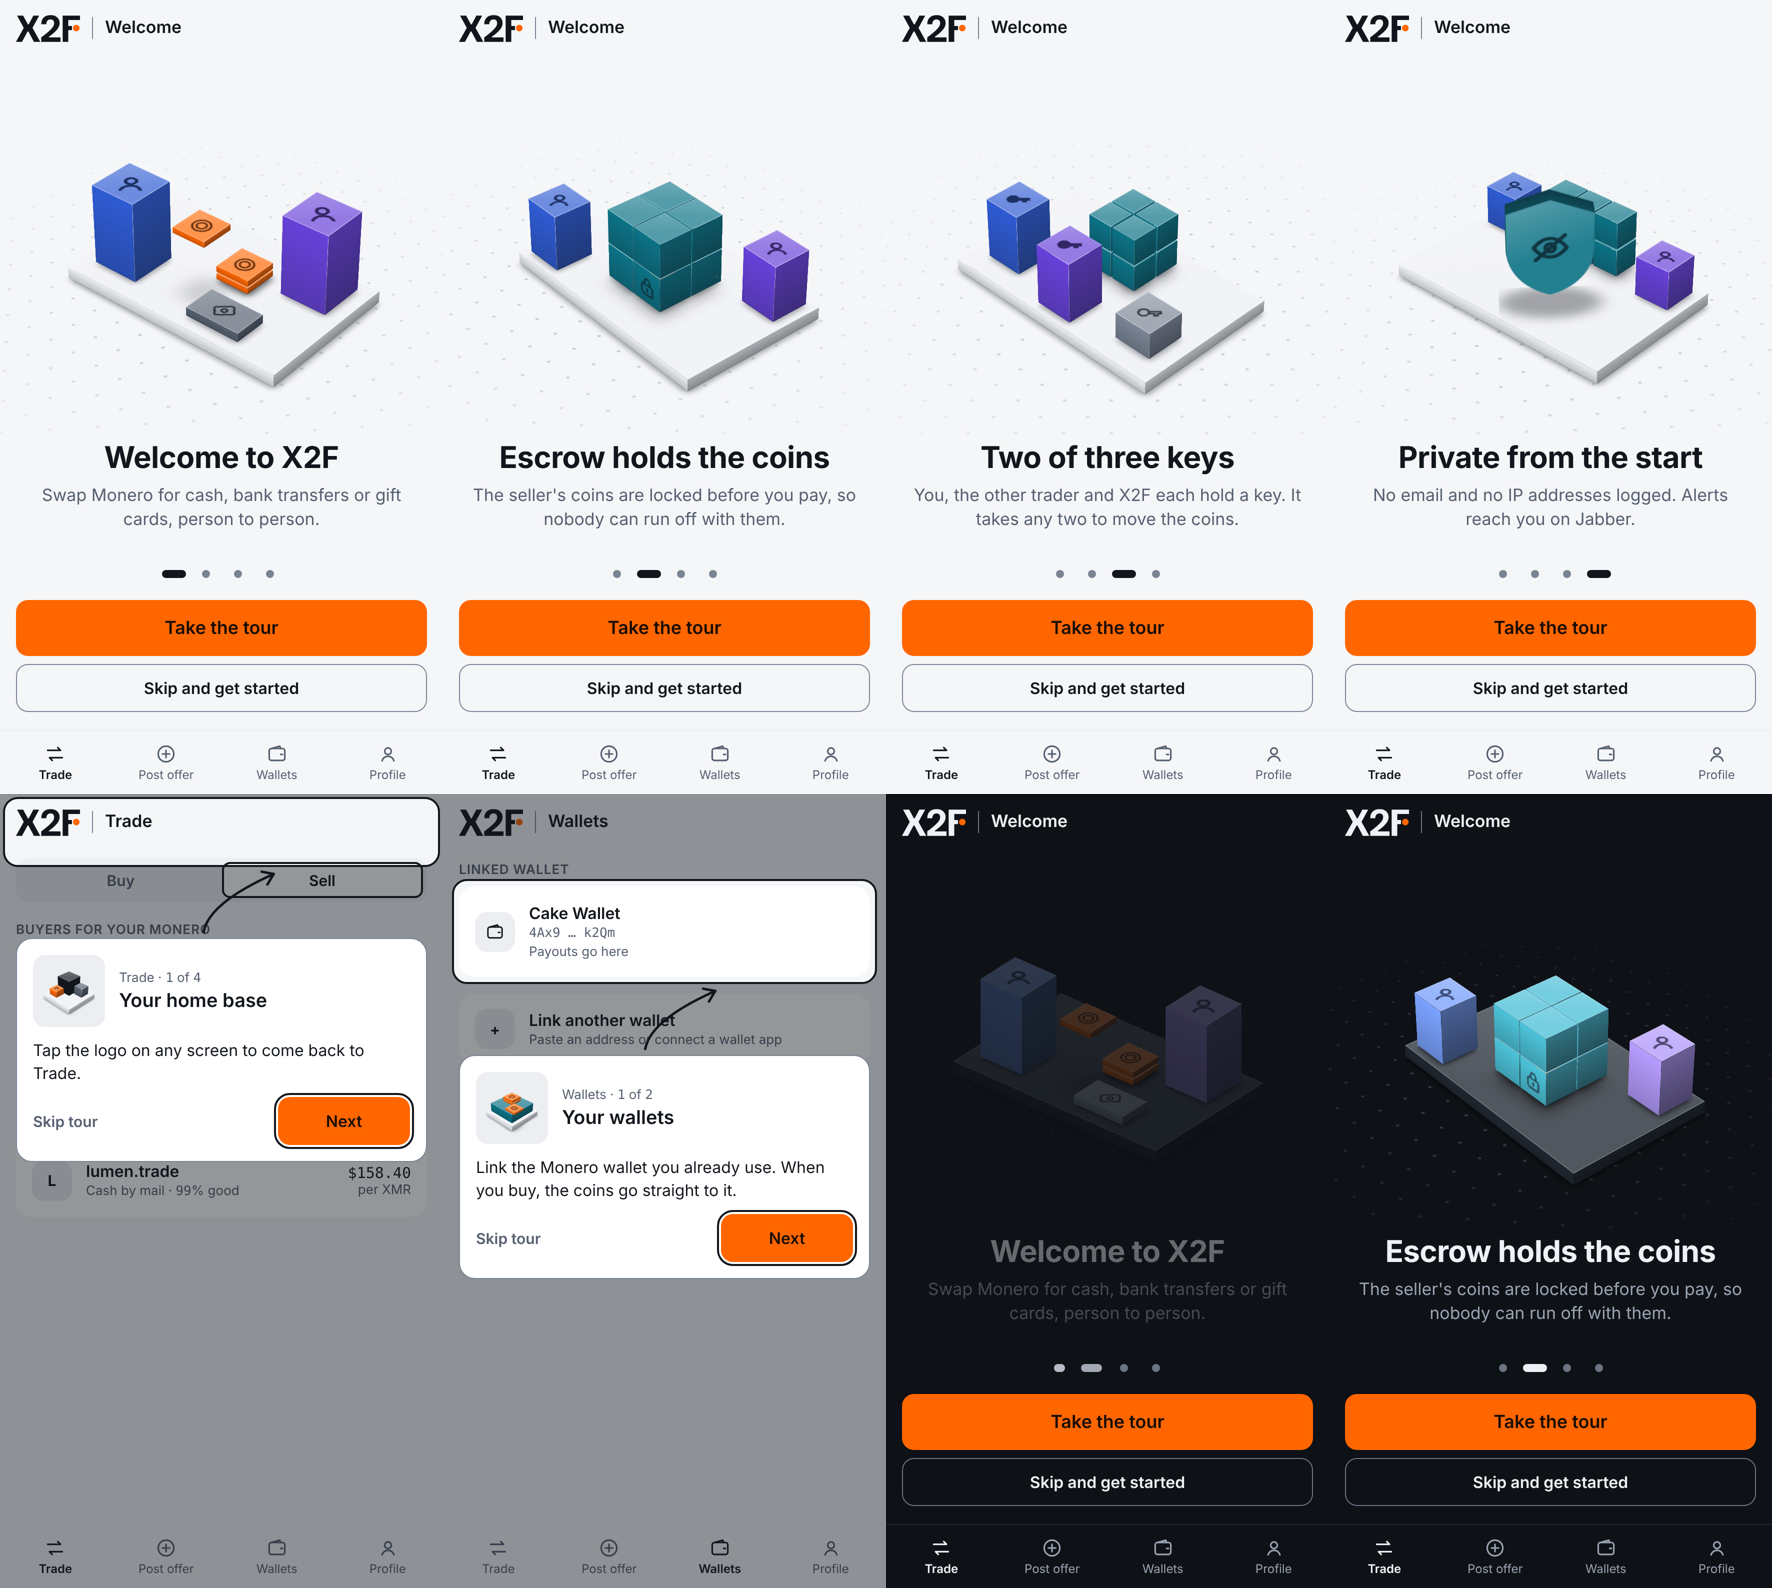 X2F Welcome
Welcome to X2F
Swap Monero for cash, bank transfers or gift
cards, person to person.
Take the tour
Skip and get started
Trade Post offer Wallets Profile
X2F Welcome
Escrow holds the coins
The seller's coins are locked before you pay, so
nobody can run off with them.
Take the tour
Skip and get started
Trade Post offer Wallets Profile
X2F Welcome
Two of three keys
You, the other trader and X2F each hold a key. It
takes any two to move the coins.
Take the tour
Skip and get started
Trade Post offer Wallets Profile
X2F Welcome
Private from the start
No email and no IP addresses logged. Alerts
reach you on Jabber.
Take the tour
Skip and get started
Trade Post offer Wallets Profile
X2F Trade
Buy Sell
BUYERS FOR YOUR MONERO
Trade · 1 of 4
Your home base
Tap the logo on any screen to come back to
Trade.
Skip tour Next
L lumen.trade $158.40
Cash by mail · 99% good per XMR
Trade Post offer Wallets Profile
X2F Wallets
LINKED WALLET
Cake Wallet
4Ax9 … k2Qm
Payouts go here
+ Link another wallet
Paste an address or connect a wallet app
Wallets · 1 of 2
Your wallets
Link the Monero wallet you already use. When
you buy, the coins go straight to it.
Skip tour Next
Trade Post offer Wallets Profile
X2F Welcome
Welcome to X2F
Swap Monero for cash, bank transfers or gift
cards, person to person.
Take the tour
Skip and get started
Trade Post offer Wallets Profile
X2F Welcome
Escrow holds the coins
The seller's coins are locked before you pay, so
nobody can run off with them.
Take the tour
Skip and get started
Trade Post offer Wallets Profile